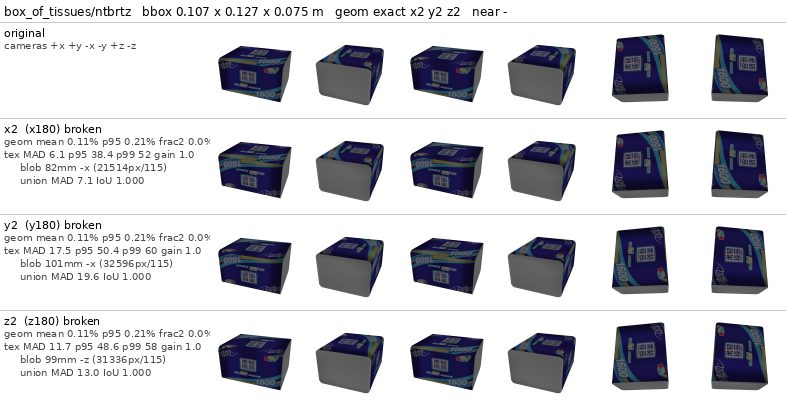 box_of_tissues/ntbrtz   bbox 0.107 x 0.127 x 0.075 m   geom exact x2 y2 z2   near -
original
cameras +x +y -x -y +z -z
x2  (x180) broken
geom mean 0.11% p95 0.21% frac2 0.0%
tex MAD 6.1 p95 38.4 p99 52 gain 1.0
blob 82mm -x (21514px/115)
union MAD 7.1 IoU 1.000
y2  (y180) broken
geom mean 0.11% p95 0.21% frac2 0.0%
tex MAD 17.5 p95 50.4 p99 60 gain 1.0
blob 101mm -x (32596px/115)
union MAD 19.6 IoU 1.000
z2  (z180) broken
geom mean 0.11% p95 0.21% frac2 0.0%
tex MAD 11.7 p95 48.6 p99 58 gain 1.0
blob 99mm -z (31336px/115)
union MAD 13.0 IoU 1.000